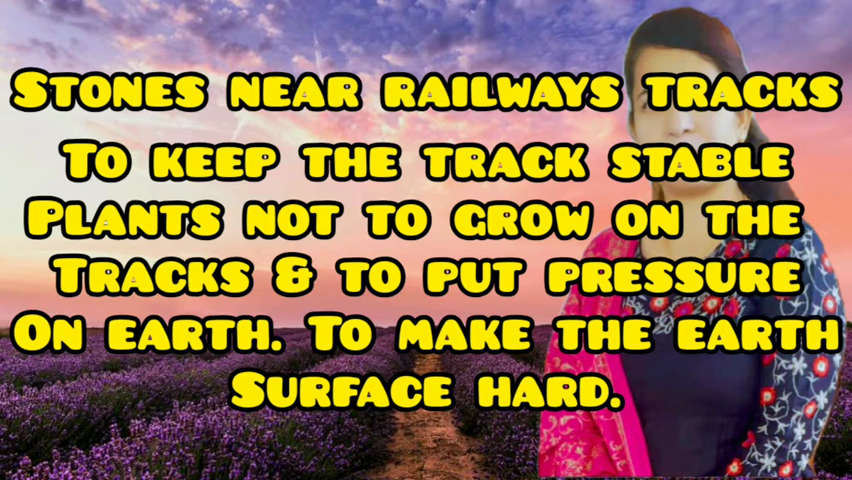 Stones near railways tracks
To keep the track stable
Plants not to grow on the
Tracks & to put pressure
On earth. To make the earth
Surface hard.